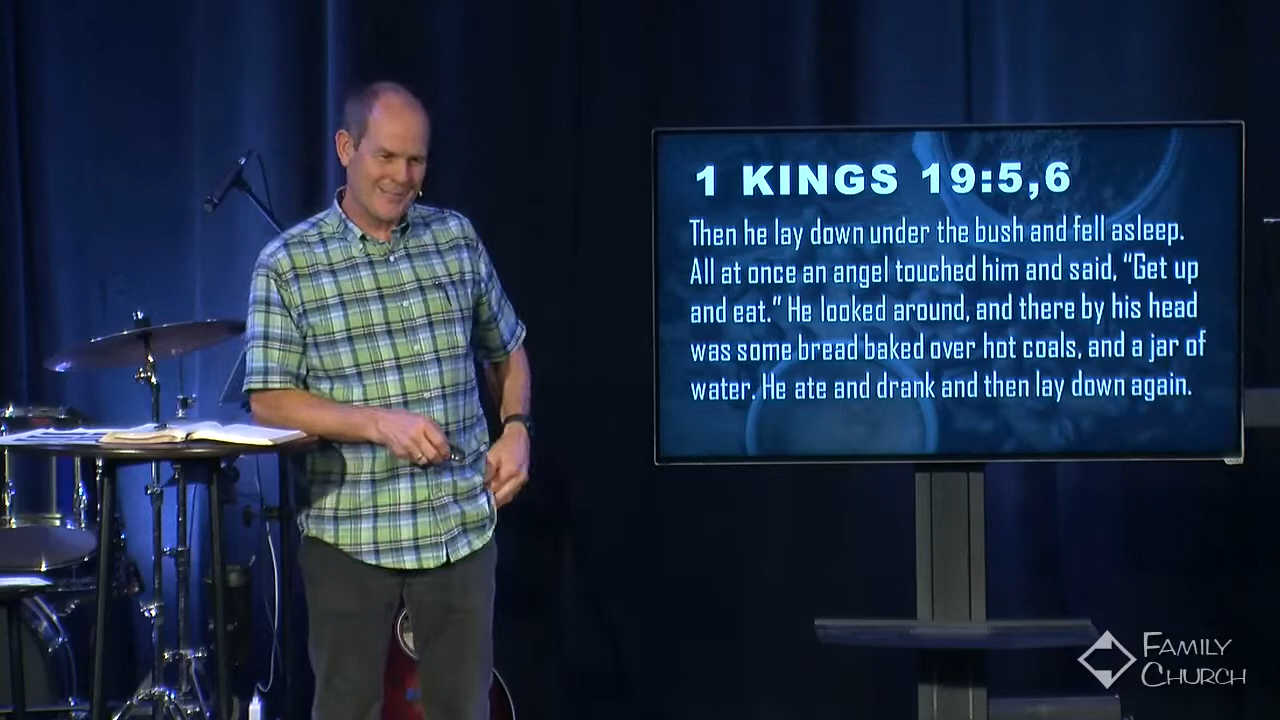 1 KINGS 19:5,6
Then he lay down under the bush and fell asleep.
All at once an angel touched him and said, “Get up
and eat.” He looked around, and there by his head
was some bread baked over hot coals, and a jar of
water. He ate and drank and then lay down again.
FAMILY
CHURCH